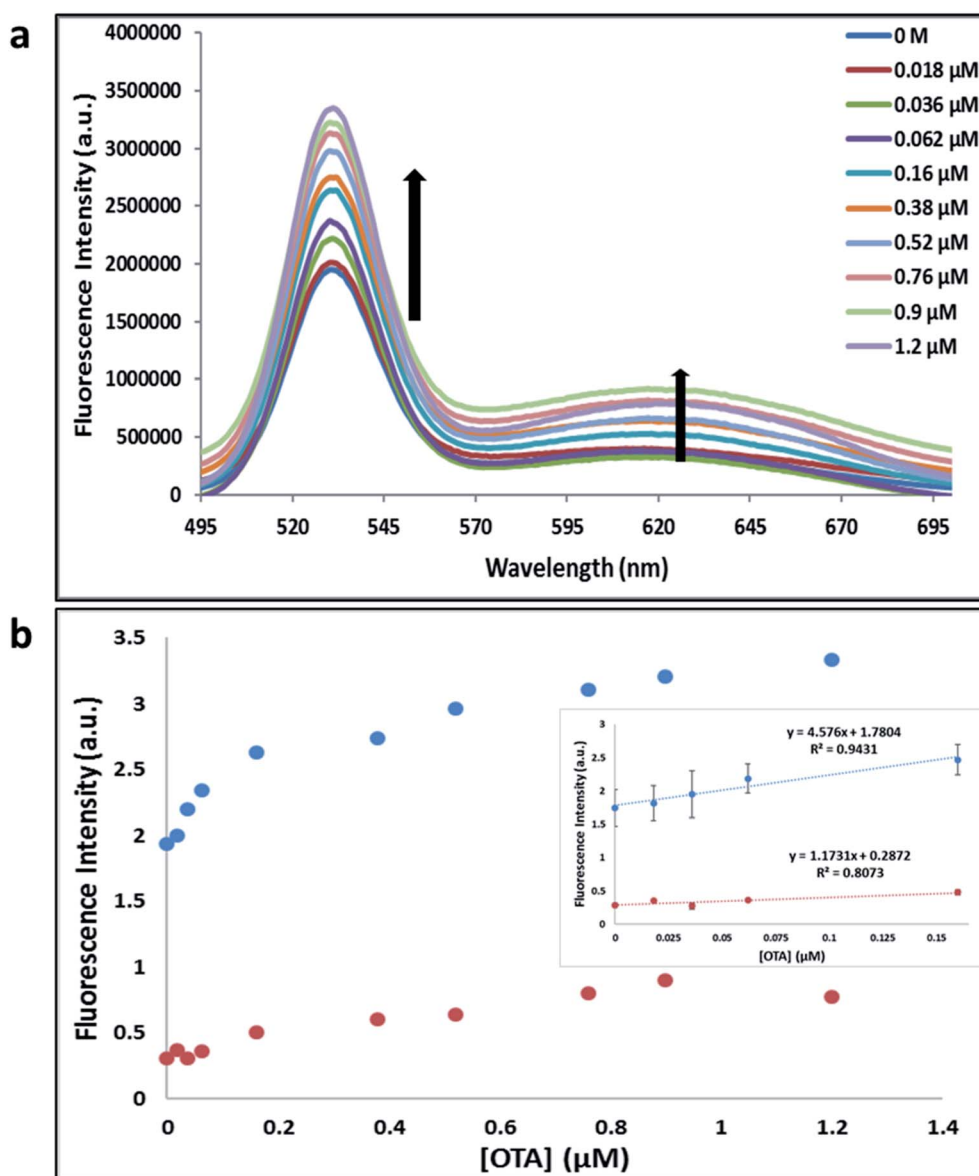 a
Fluorescence Intensity (a.u.)
4000000
3500000
3000000
2500000
2000000
1500000
1000000
500000
0
495 520 545 570 595 620 645 670 695
Wavelength (nm)
0 M
0.018 µM
0.036 µM
0.062 µM
0.16 µM
0.38 µM
0.52 µM
0.76 µM
0.9 µM
1.2 µM
b
Fluorescence Intensity (a.u.)
3.5
3
2.5
2
1.5
1
0.5
0
0 0.2 0.4 0.6 0.8 1 1.2 1.4
[OTA] (µM)
Fluorescence Intensity (a.u.)
3
2.5
2
1.5
1
0.5
0
y = 4.576x + 1.7804
R² = 0.9431
y = 1.1731x + 0.2872
R² = 0.8073
0 0.025 0.05 0.075 0.1 0.125 0.15
[OTA] (µM)